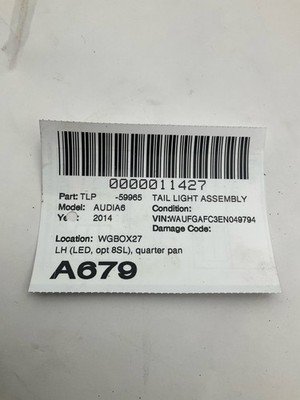 0000011427
Part: TLP -59965 TAIL LIGHT ASSEMBLY
Model: AUDIA6 Condition:
Ye 2014 VIN:WAUFGAFC3EN049794
Damage Code:
Location: WGBOX27
LH (LED, opt 8SL), quarter pan
A679